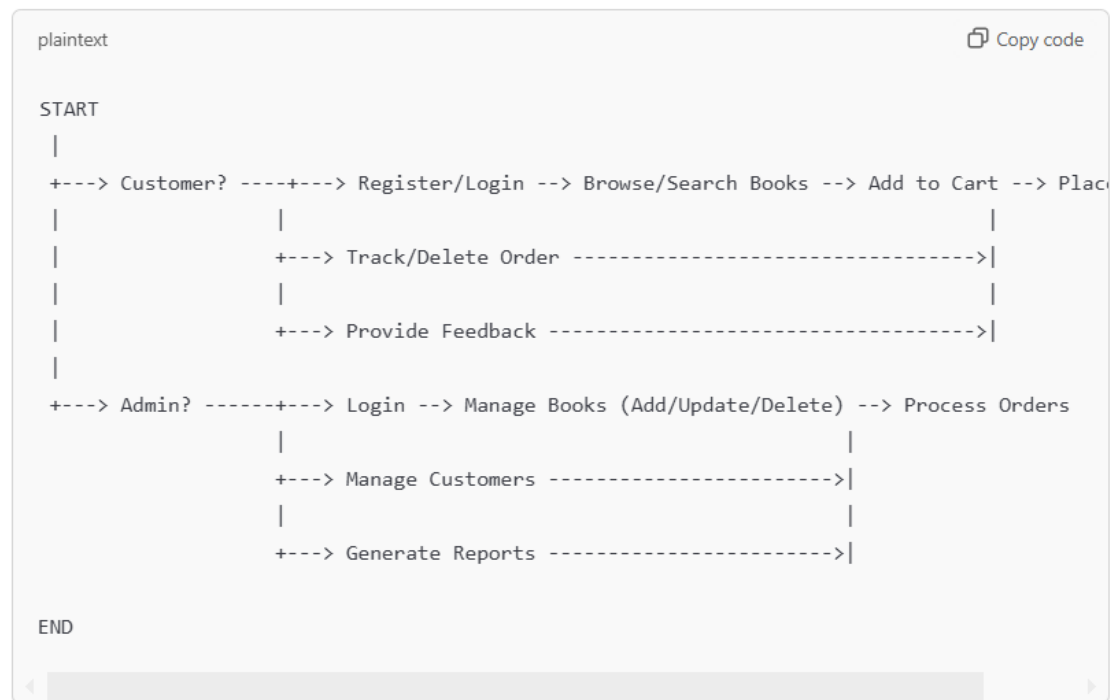 plaintext Copy code
START
|
+---> Customer? ----+---> Register/Login --> Browse/Search Books --> Add to Cart -->
| | |
| +---> Track/Delete Order ---------------------------------->|
| | |
| +---> Provide Feedback ------------------------------------>|
|
+---> Admin? ------+---> Login --> Manage Books (Add/Update/Delete) --> Process Orders
| |
+---> Manage Customers ------------------------>|
| |
+---> Generate Reports ------------------------>|
END